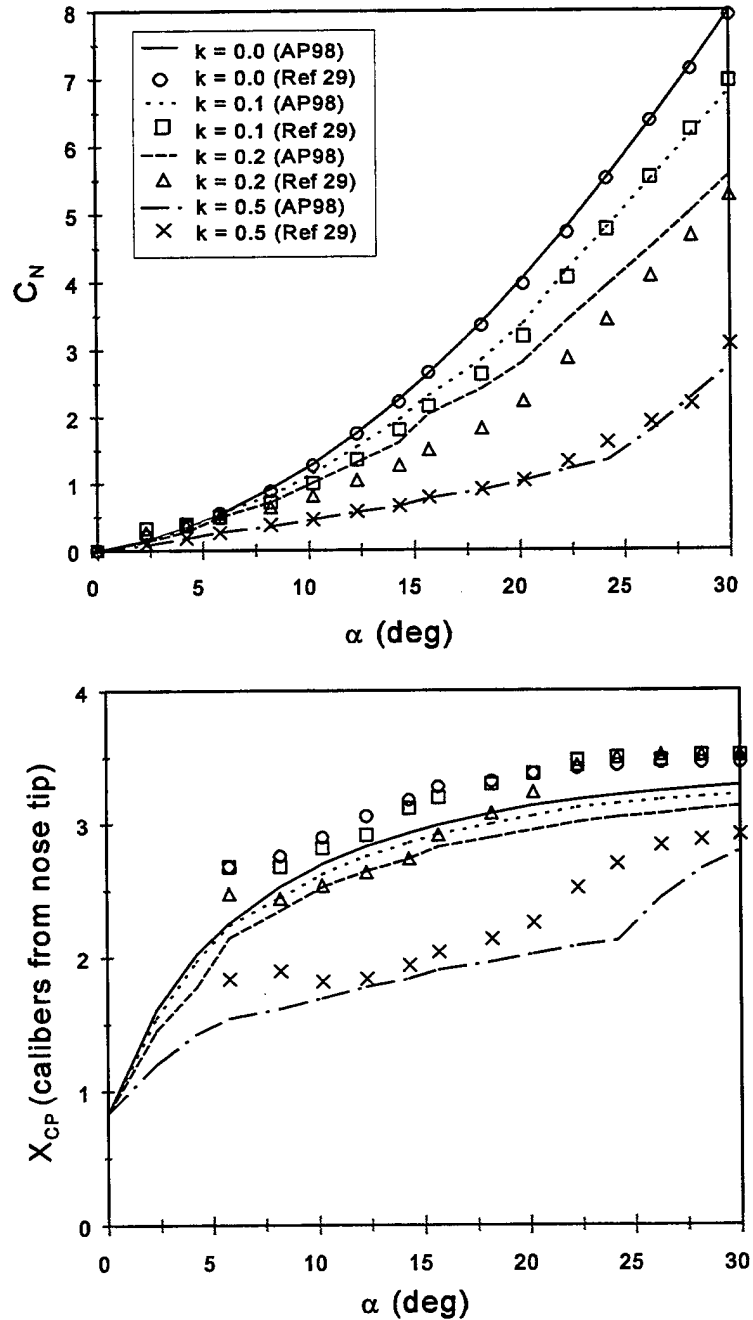 8
7
6
5
4
3
2
1
0
C_N
k = 0.0 (AP98)
k = 0.0 (Ref 29)
k = 0.1 (AP98)
k = 0.1 (Ref 29)
k = 0.2 (AP98)
k = 0.2 (Ref 29)
k = 0.5 (AP98)
k = 0.5 (Ref 29)
0 5 10 15 20 25 30
α (deg)
4
3
2
1
0
X_CP (calibers from nose tip)
0 5 10 15 20 25 30
α (deg)